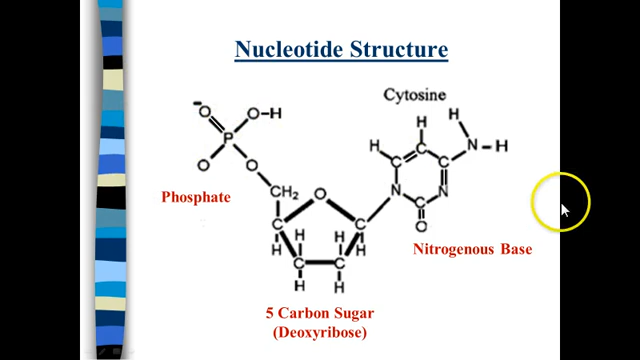 Nucleotide Structure
Cytosine
H
H
-O O-H
H C C N-H
P
C C
O O
N N
Phosphate
CH2
O
C
C C
O
H H H H
Nitrogenous Base
C C
H H
5 Carbon Sugar
(Deoxyribose)